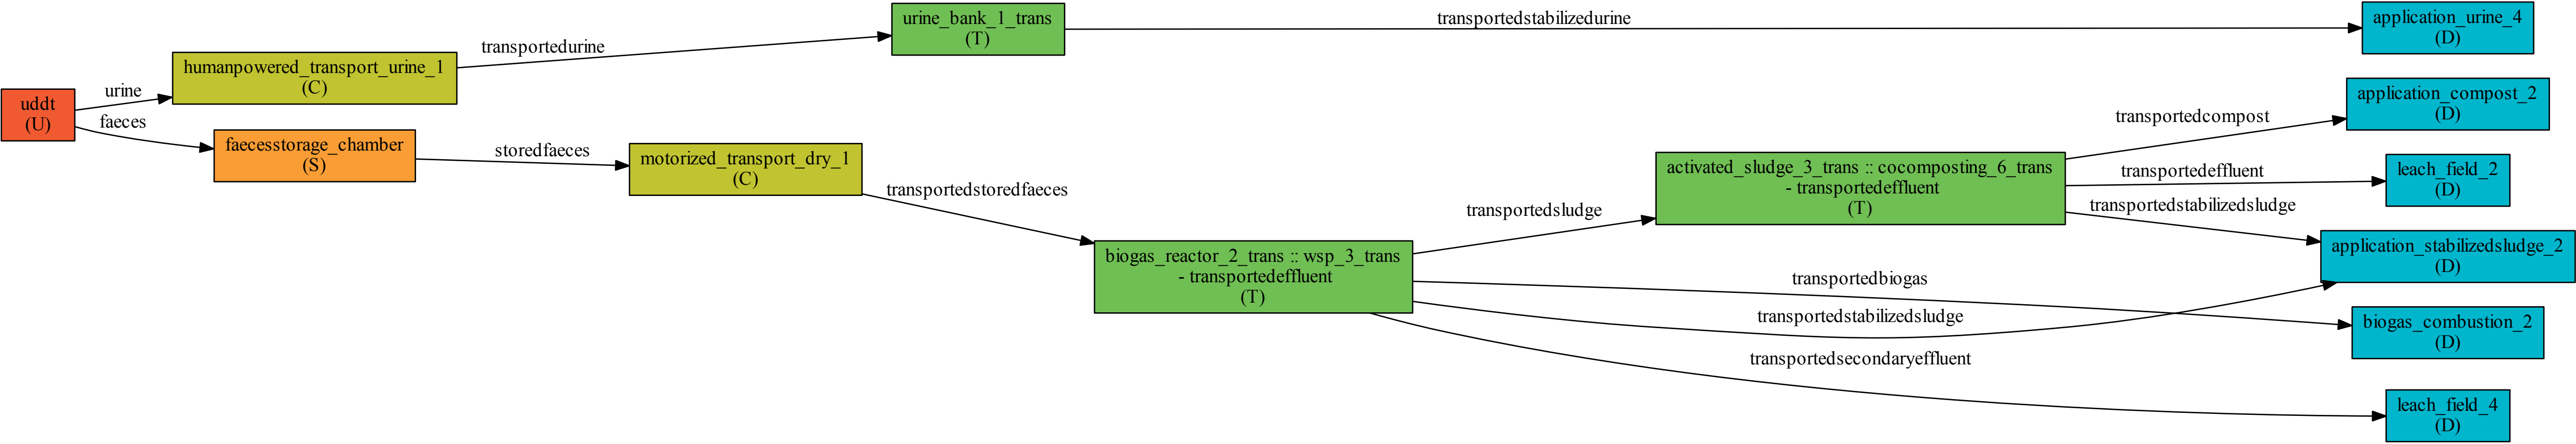 uddt
(U)
urine
faeces
humanpowered_transport_urine_1
(C)
faecesstorage_chamber
(S)
transportedurine
storedfaeces
motorized_transport_dry_1
(C)
urine_bank_1_trans
(T)
transportedstoredfaeces
biogas_reactor_2_trans :: wsp_3_trans
- transportedeffluent
(T)
transportedstabilizedurine
transportedsludge
activated_sludge_3_trans :: cocomposting_6_trans
- transportedeffluent
(T)
transportedbiogas
transportedstabilizedsludge
transportedsecondaryeffluent
transportedcompost
transportedeffluent
transportedstabilizedsludge
application_urine_4
(D)
application_compost_2
(D)
leach_field_2
(D)
application_stabilizedsludge_2
(D)
biogas_combustion_2
(D)
leach_field_4
(D)